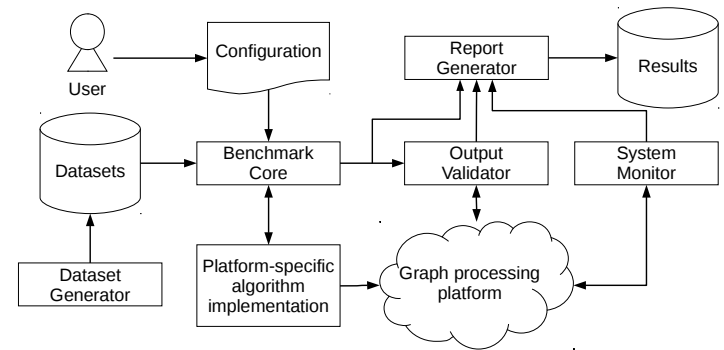 User
Configuration
Report
Generator
Results
Datasets
Benchmark
Core
Output
Validator
System
Monitor
Dataset
Generator
Platform-specific
algorithm
implementation
Graph processing
platform